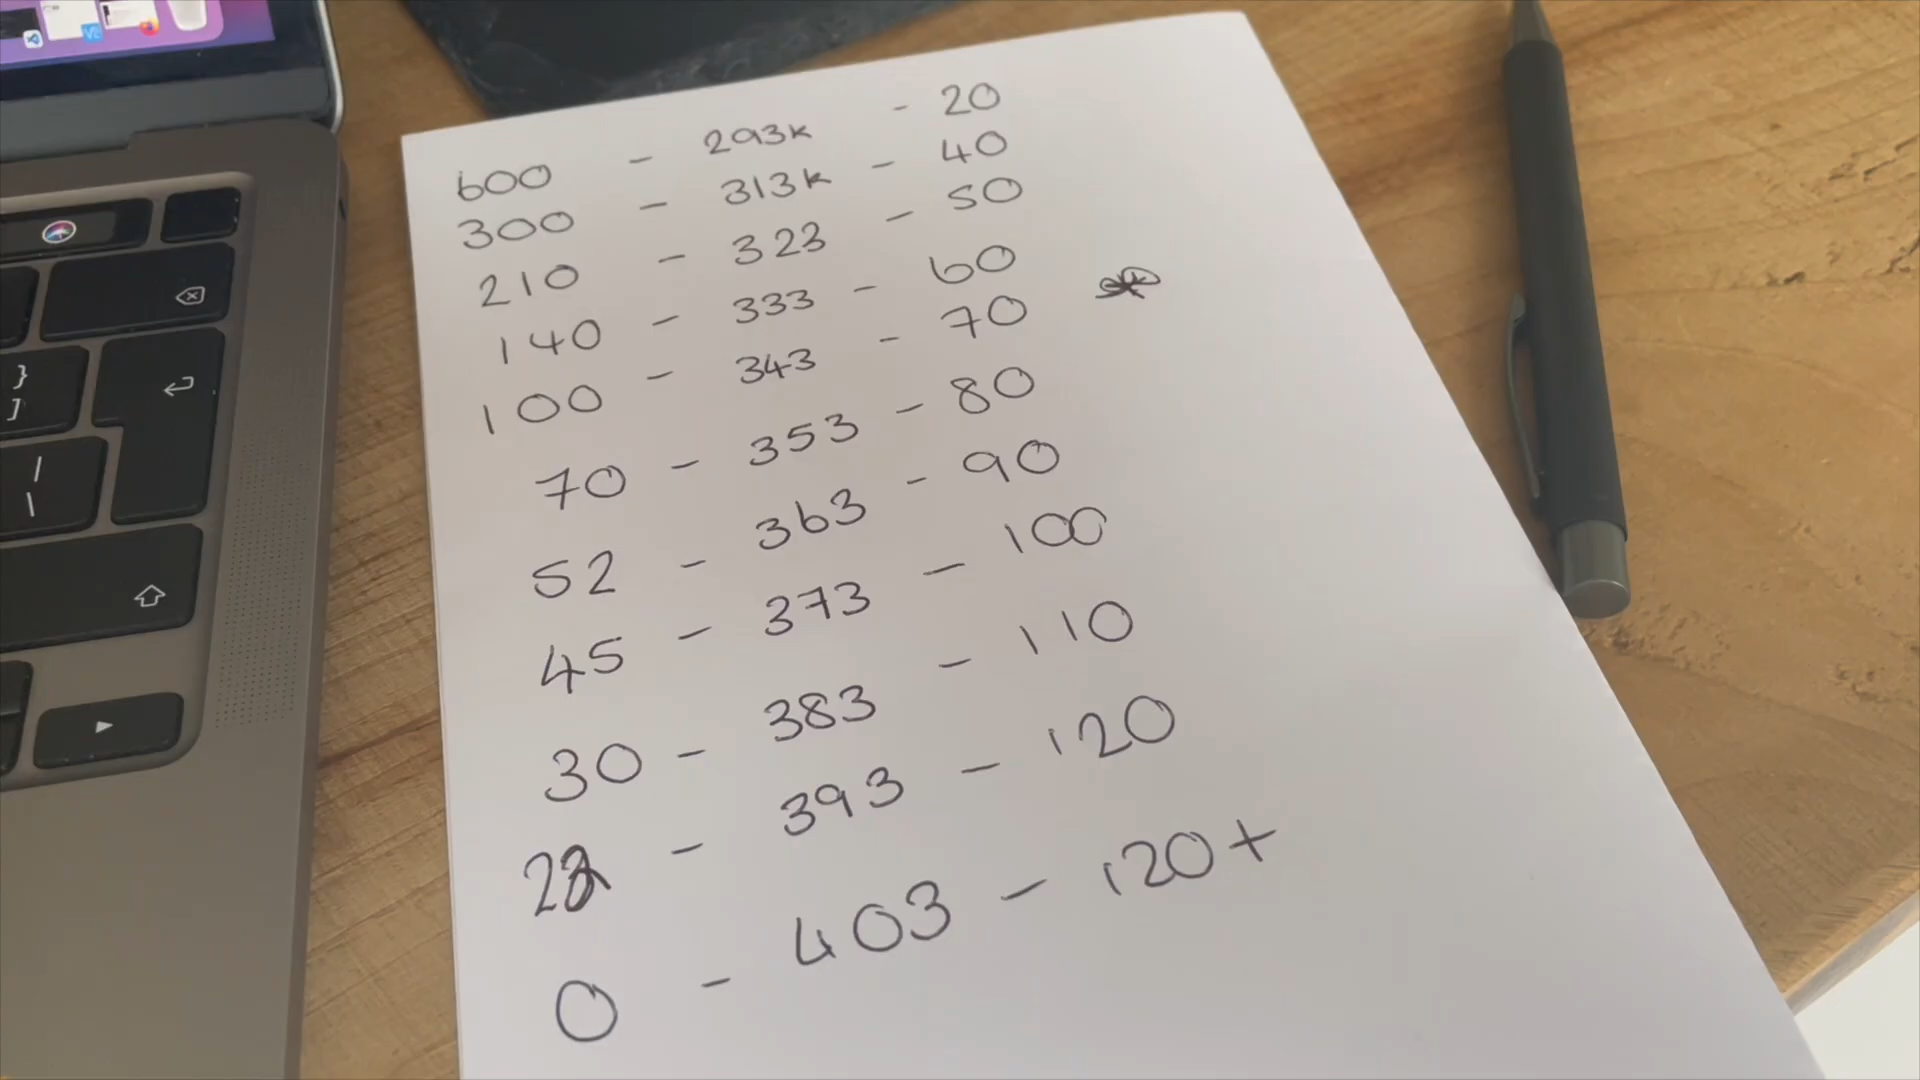 600 - 293k - 20
300 - 313k - 40
210 - 323 - 50
140 - 333 - 60
100 - 343 - 70 *
70 - 353 - 80
52 - 363 - 90
45 - 373 - 100
30 - 383 - 110
22 - 393 - 120
0 - 403 - 120+
}
]
|
\